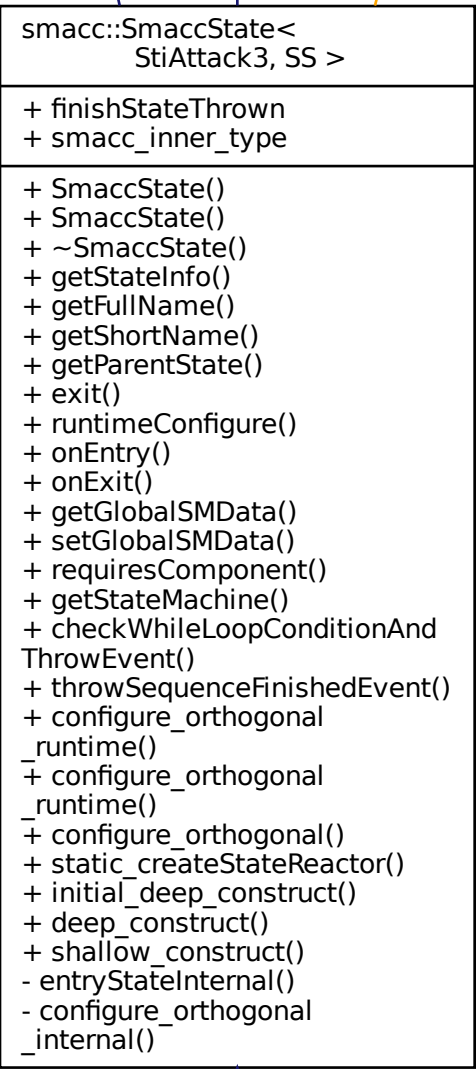 smacc::SmaccState<
StiAttack3, SS >
+ finishStateThrown
+ smacc_inner_type
+ SmaccState()
+ SmaccState()
+ ~SmaccState()
+ getStateInfo()
+ getFullName()
+ getShortName()
+ getParentState()
+ exit()
+ runtimeConfigure()
+ onEntry()
+ onExit()
+ getGlobalSMData()
+ setGlobalSMData()
+ requiresComponent()
+ getStateMachine()
+ checkWhileLoopConditionAnd
ThrowEvent()
+ throwSequenceFinishedEvent()
+ configure_orthogonal
_runtime()
+ configure_orthogonal
_runtime()
+ configure_orthogonal()
+ static_createStateReactor()
+ initial_deep_construct()
+ deep_construct()
+ shallow_construct()
- entryStateInternal()
- configure_orthogonal
_internal()